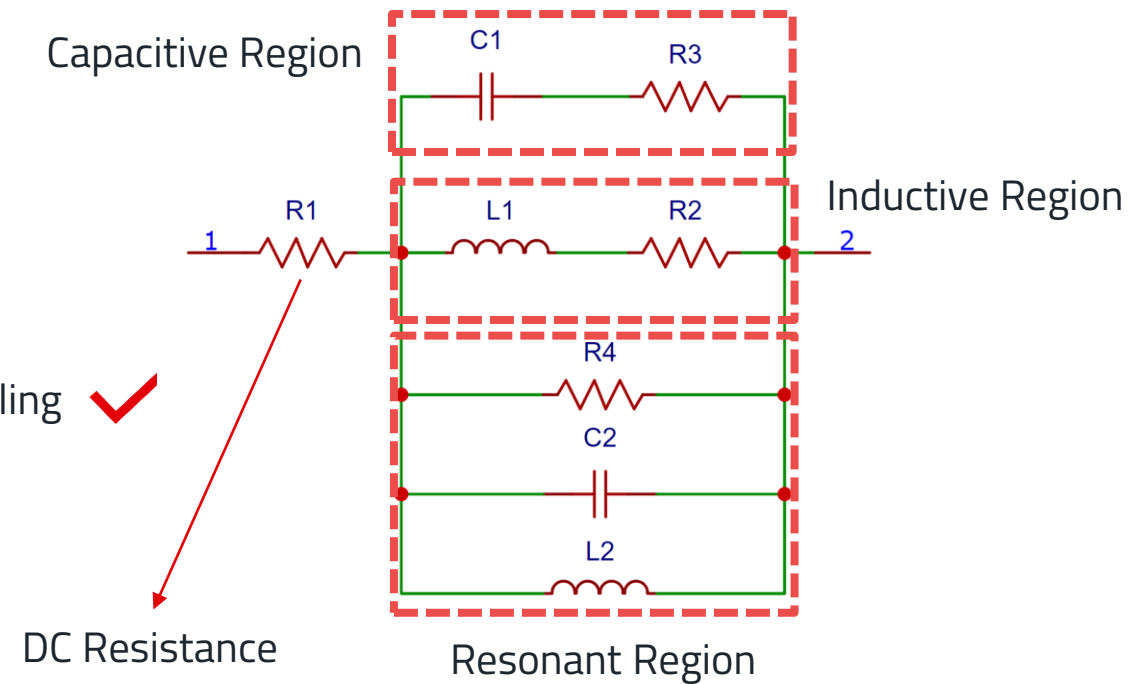 Capacitive Region
C1
R3
Inductive Region
R1
L1
R2
1
2
R4
ling
C2
L2
DC Resistance
Resonant Region